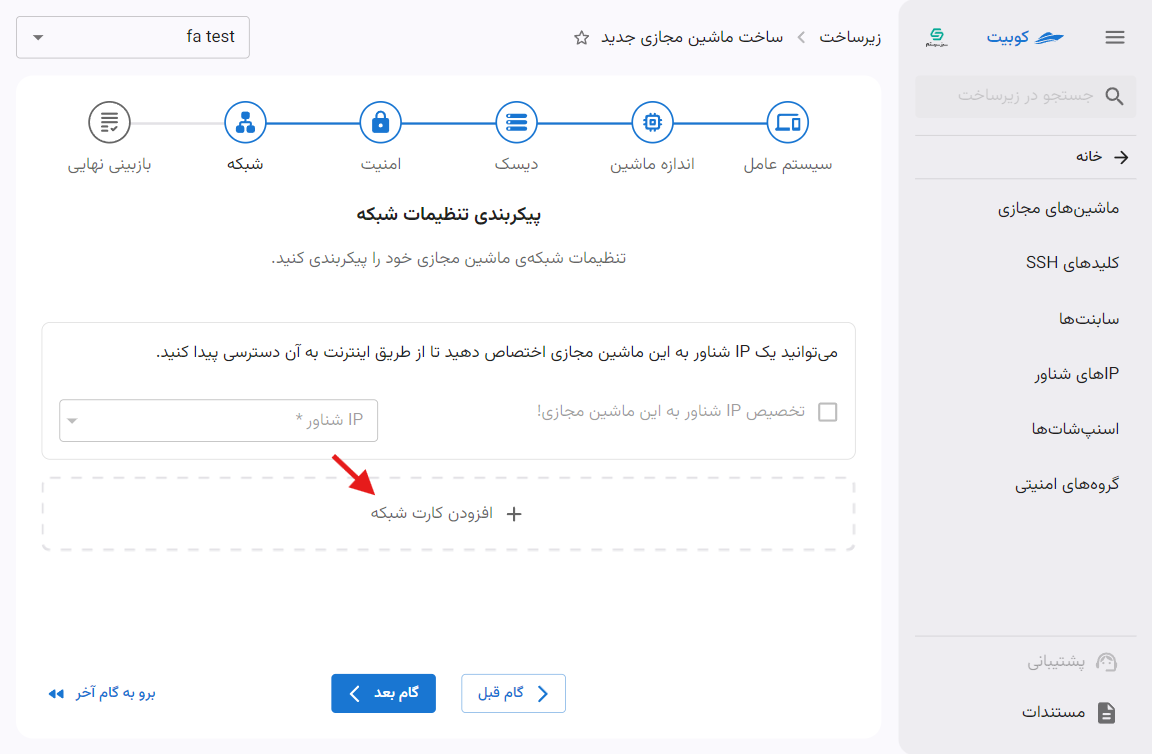 کوبیت
زیرساخت
ساخت ماشین مجازی جدید
fa test
جستجو در زیرساخت
خانه
ماشین‌های مجازی
کلیدهای SSH
سابنت‌ها
IPهای شناور
اسنپ‌شات‌ها
گروه‌های امنیتی
پشتیبانی
مستندات
سیستم عامل
اندازه ماشین
دیسک
امنیت
شبکه
بازبینی نهایی
پیکربندی تنظیمات شبکه
تنظیمات شبکه‌ی ماشین مجازی خود را پیکربندی کنید.
می‌توانید یک IP شناور به این ماشین مجازی اختصاص دهید تا از طریق اینترنت به آن دسترسی پیدا کنید.
تخصیص IP شناور به این ماشین مجازی!
IP شناور *
افزودن کارت شبکه
گام قبل
گام بعد
برو به گام آخر